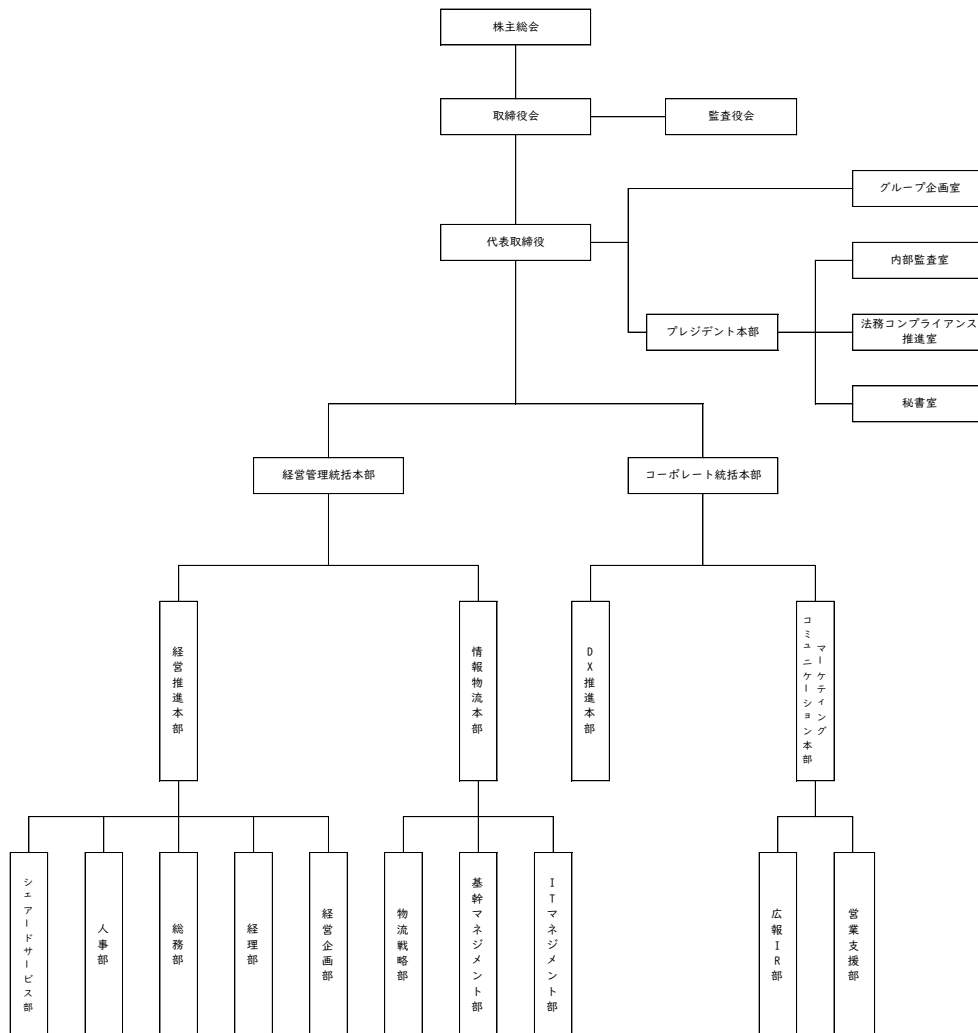 株主総会
取締役会
監査役会
グループ企画室
代表取締役
内部監査室
プレジデント本部
法務コンプライアンス
推進室
秘書室
経営管理統括本部
コーポレート統括本部
経営推進本部
情報物流本部
DX推進本部
マーケティング
コミュニケーション本部
シェアードサービス部
人事部
総務部
経理部
経営企画部
物流戦略部
基幹マネジメント部
ITマネジメント部
広報IR部
営業支援部